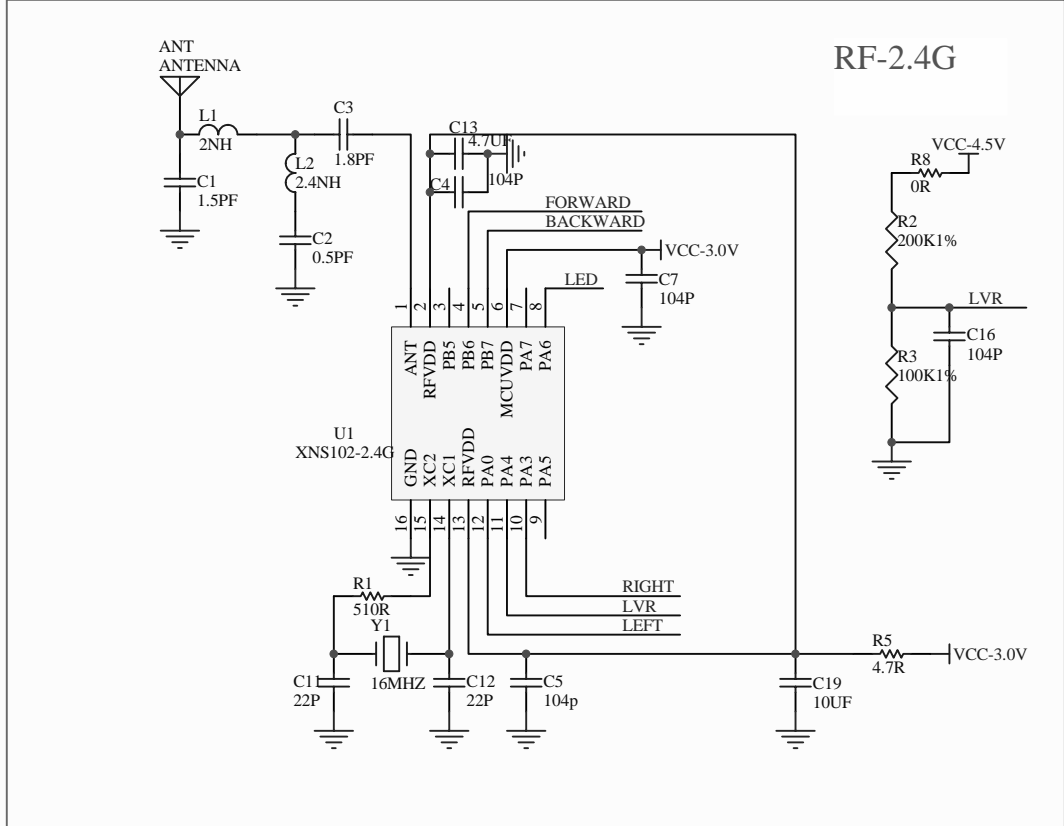 RF-2.4G
ANT
ANTENNA
L1
2NH
C3
1.8PF
C1
1.5PF
L2
2.4NH
C2
0.5PF
C13
4.7UF
C4
104P
FORWARD
BACKWARD
VCC-3.0V
C7
104P
LED
VCC-4.5V
R8
0R
R2
200K1%
LVR
C16
104P
R3
100K1%
1
2
3
4
5
6
7
8
ANT
RFVDD
PB5
PB6
PB7
MCUVDD
PA7
PA6
U1
XNS102-2.4G
GND
XC2
XC1
RFVDD
PA0
PA4
PA3
PA5
16
15
14
13
12
11
10
9
R1
510R
RIGHT
LVR
LEFT
Y1
16MHZ
R5
4.7R
VCC-3.0V
C11
22P
C12
22P
C5
104p
C19
10UF